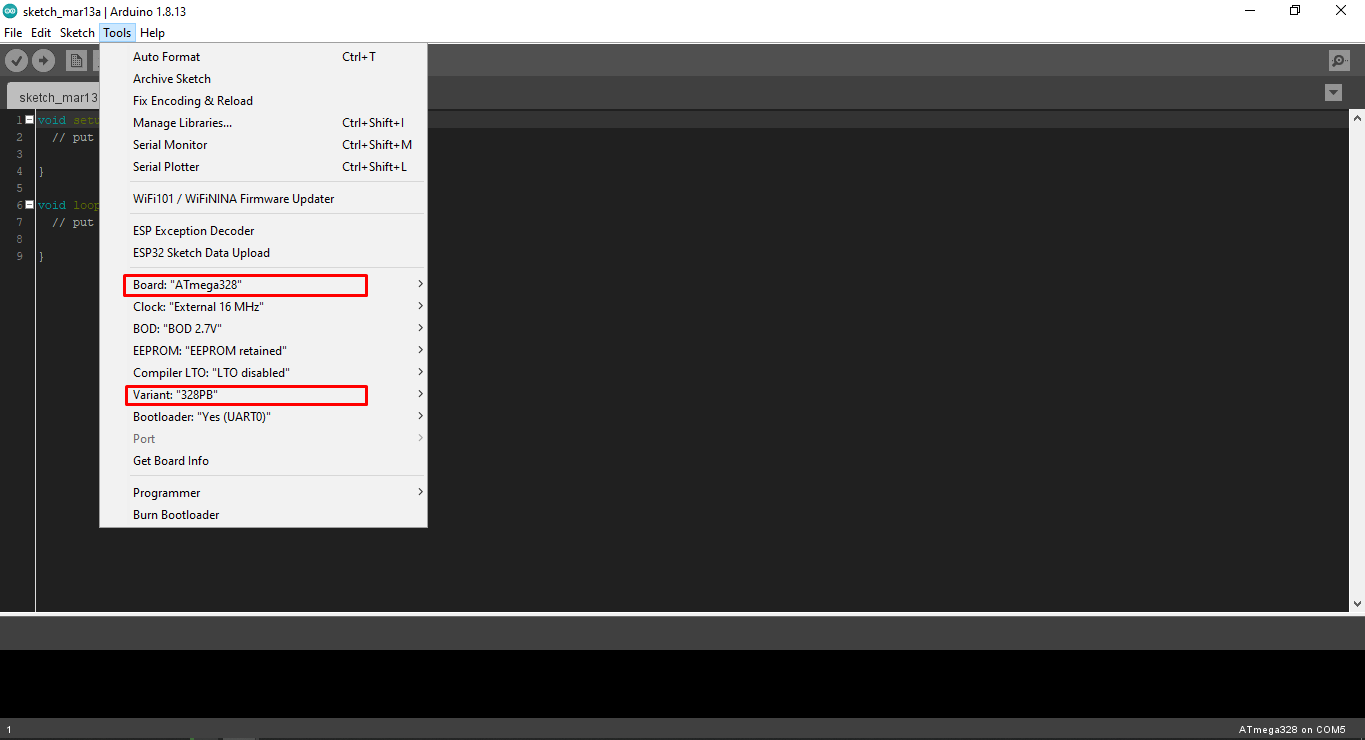 sketch_mar13a | Arduino 1.8.13
File Edit Sketch Tools Help
sketch_mar13
Auto Format Ctrl+T
Archive Sketch
Fix Encoding & Reload
Manage Libraries... Ctrl+Shift+I
Serial Monitor Ctrl+Shift+M
Serial Plotter Ctrl+Shift+L
WiFi101 / WiFiNINA Firmware Updater
ESP Exception Decoder
ESP32 Sketch Data Upload
Board: "ATmega328"
Clock: "External 16 MHz"
BOD: "BOD 2.7V"
EEPROM: "EEPROM retained"
Compiler LTO: "LTO disabled"
Variant: "328PB"
Bootloader: "Yes (UART0)"
Port
Get Board Info
Programmer
Burn Bootloader
1 void setu
2 // put
3
4 }
5
6 void loop
7 // put
8
9 }
1
ATmega328 on COM5